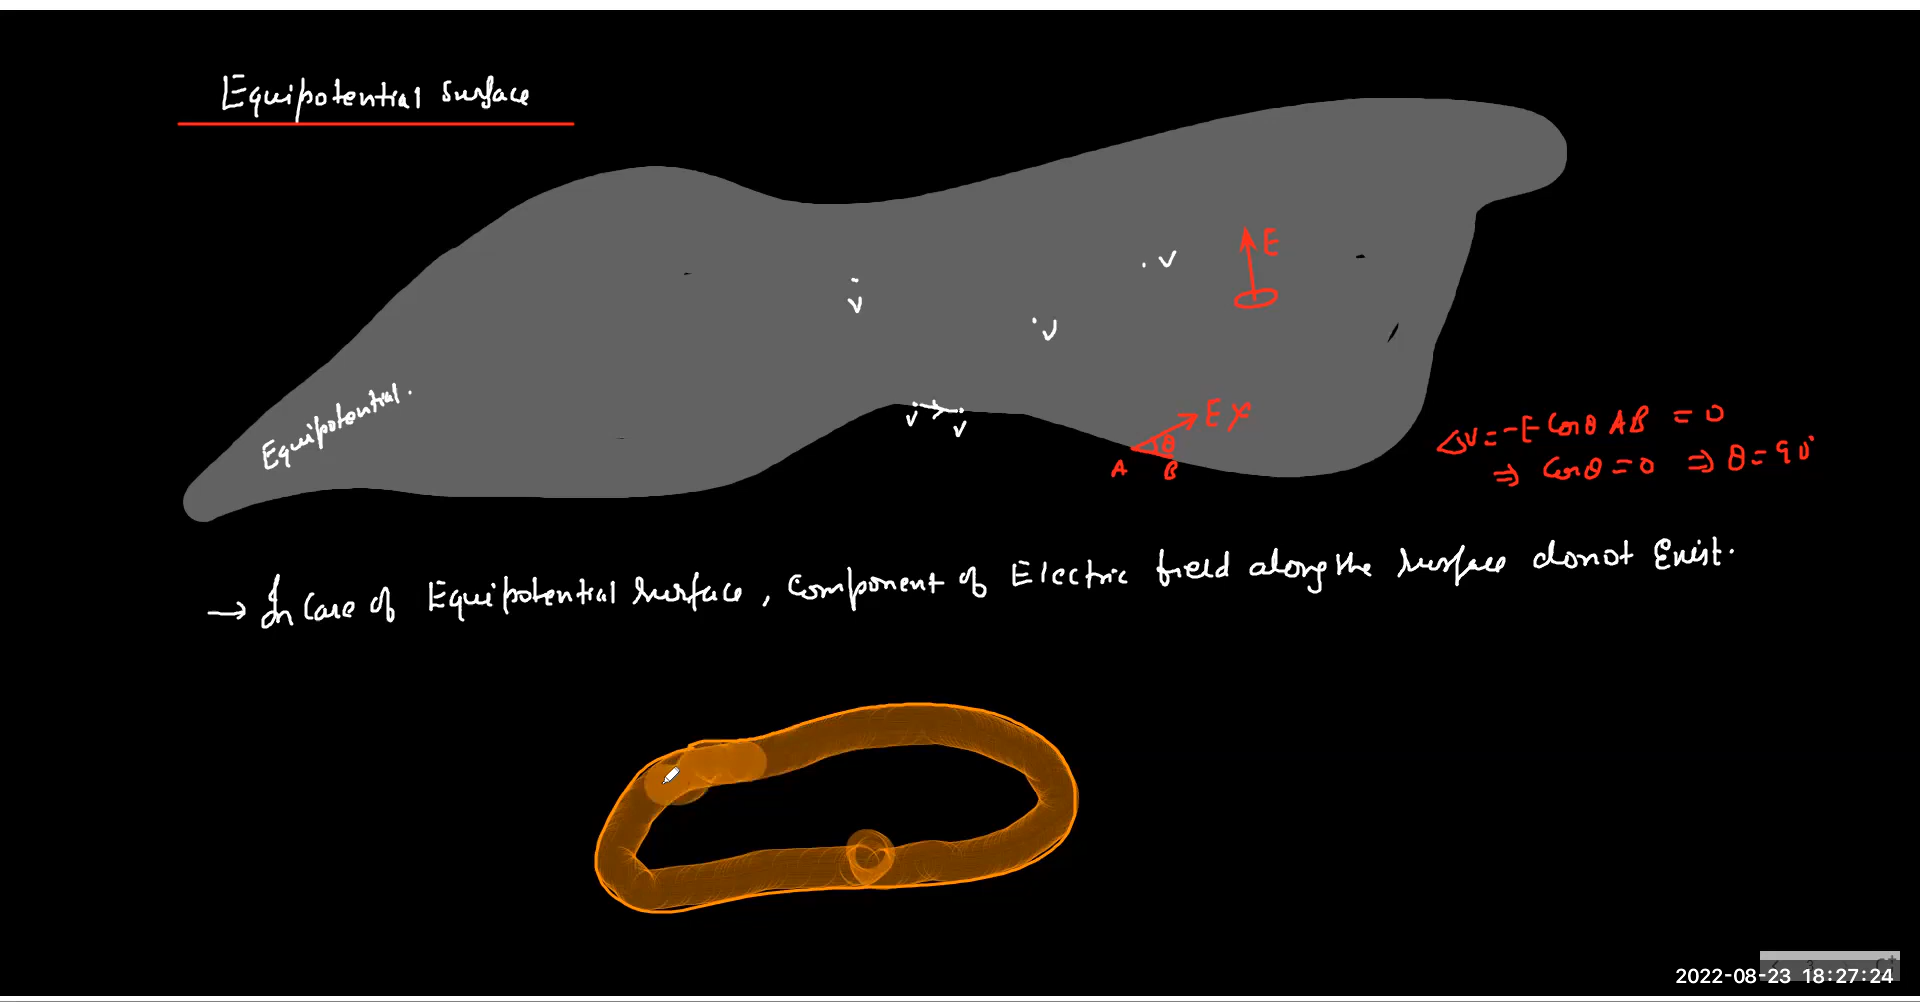 Equipotential Surface
E
. V
V
. V
Equipotential.
V V
E ✗
θ
A B
ΔV = -E Cosθ AB = 0
⇒ Cosθ = 0 ⇒ θ = 90°
→ In Case of Equipotential Surface, Component of Electric field along the surface donot Exist.
2022-08-23 18:27:24